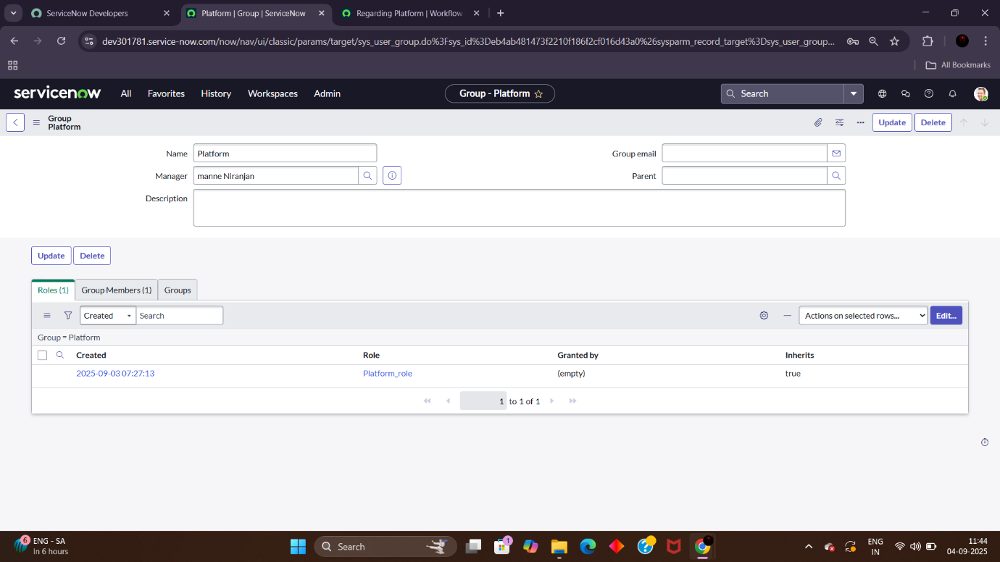 ServiceNow Developers
Platform | Group | ServiceNow
Regarding Platform | Workflow
dev301781.service-now.com/now/nav/ui/classic/params/target/sys_user_group.do%3Fsys_id%3Deb4ab481473f2210f186f2cf016d43a0%26sysparm_record_target%3Dsys_user_group...
All Bookmarks
servicenow All Favorites History Workspaces Admin Group - Platform Search
Group
Platform
Update Delete
Name Platform Group email
Manager manne Niranjan Parent
Description
Update Delete
Roles (1) Group Members (1) Groups
Created Search Actions on selected rows... Edit...
Group = Platform
Created Role Granted by Inherits
2025-09-03 07:27:13 Platform_role (empty) true
1 to 1 of 1
6 ENG - SA
In 6 hours
Search
1
ENG
IN
11:44
04-09-2025